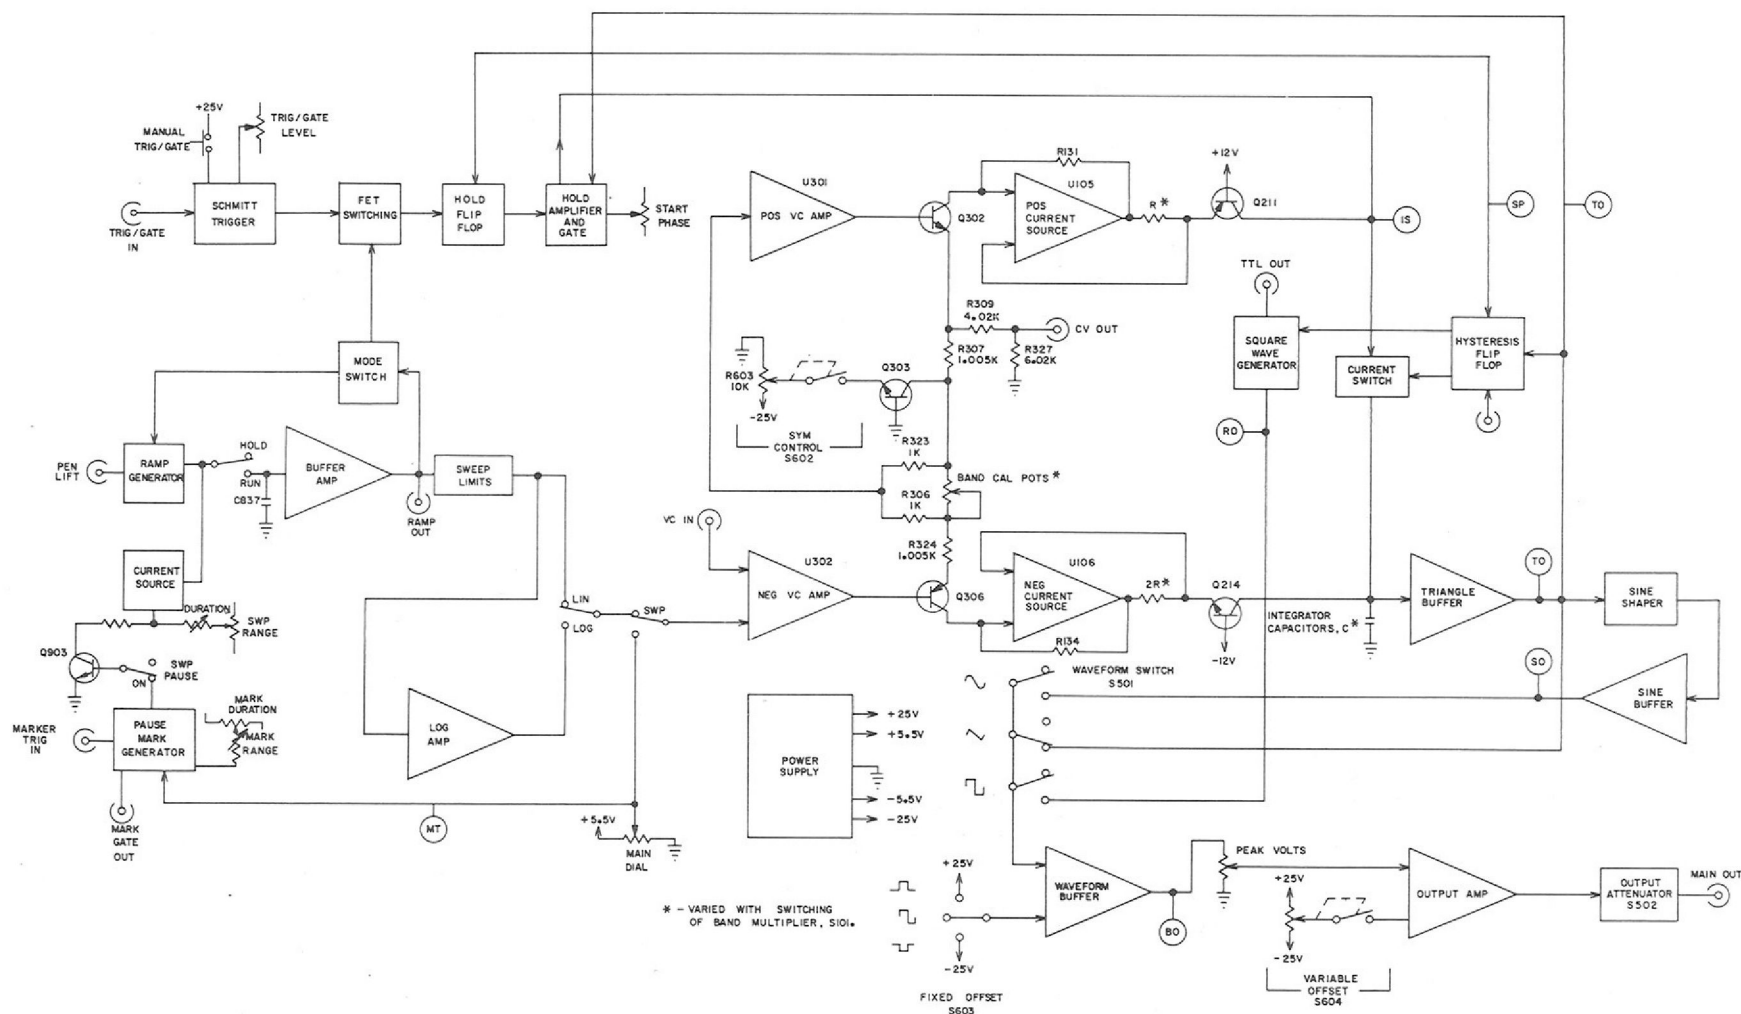 +25V
MANUAL
TRIG/GATE
TRIG/GATE
LEVEL
SCHMITT
TRIGGER
TRIG/GATE
IN
FET
SWITCHING
HOLD
FLIP
FLOP
HOLD
AMPLIFIER
AND
GATE
START
PHASE
U301
POS VC AMP
Q302
R131
U105
POS
CURRENT
SOURCE
R*
+12V
Q211
IS
SP
TO
R309
4.02K
CV OUT
R307
1.005K
R327
6.02K
TTL OUT
SQUARE
WAVE
GENERATOR
CURRENT
SWITCH
HYSTERESIS
FLIP
FLOP
MODE
SWITCH
R603
10K
-25V
Q303
SYM
CONTROL
S602
RO
PEN
LIFT
RAMP
GENERATOR
HOLD
RUN
C837
BUFFER
AMP
RAMP
OUT
SWEEP
LIMITS
R323
1K
BAND CAL POTS*
R306
1K
R324
1.005K
VC IN
U302
NEG VC AMP
Q306
U106
NEG
CURRENT
SOURCE
R134
2R*
Q214
-12V
INTEGRATOR
CAPACITORS, C*
TRIANGLE
BUFFER
TO
SINE
SHAPER
CURRENT
SOURCE
DURATION
SWP
RANGE
Q903
SWP
PAUSE
ON
LIN
LOG
SWP
MARK
DURATION
MARK
RANGE
MARKER
TRIG
IN
PAUSE
MARK
GENERATOR
MARK
GATE
OUT
LOG
AMP
MT
+5.5V
MAIN
DIAL
POWER
SUPPLY
+25V
+5.5V
-5.5V
-25V
WAVEFORM SWITCH
S501
SO
SINE
BUFFER
* - VARIED WITH SWITCHING
OF BAND MULTIPLIER, S101.
+25V
-25V
FIXED OFFSET
S603
WAVEFORM
BUFFER
BO
PEAK VOLTS
+25V
-25V
VARIABLE
OFFSET
S604
OUTPUT AMP
OUTPUT
ATTENUATOR
S502
MAIN OUT